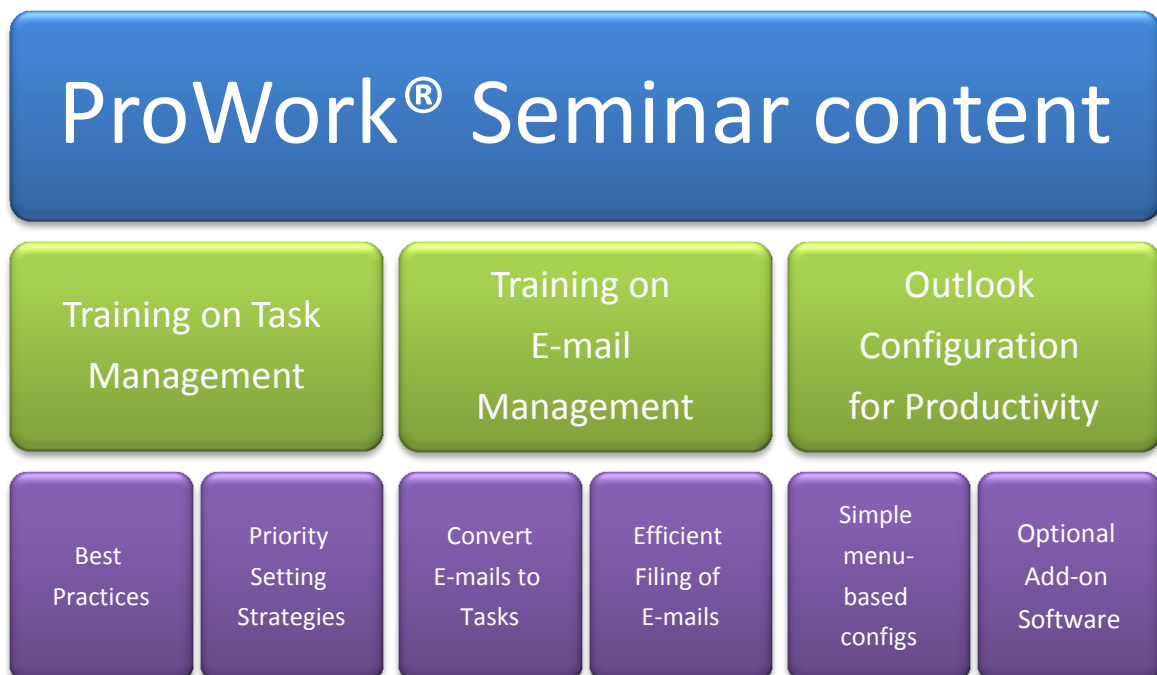 ProWork® Seminar content
Training on Task
Management
Training on
E-mail
Management
Outlook
Configuration
for Productivity
Best
Practices
Priority
Setting
Strategies
Convert
E-mails to
Tasks
Efficient
Filing of
E-mails
Simple
menu-
based
configs
Optional
Add-on
Software